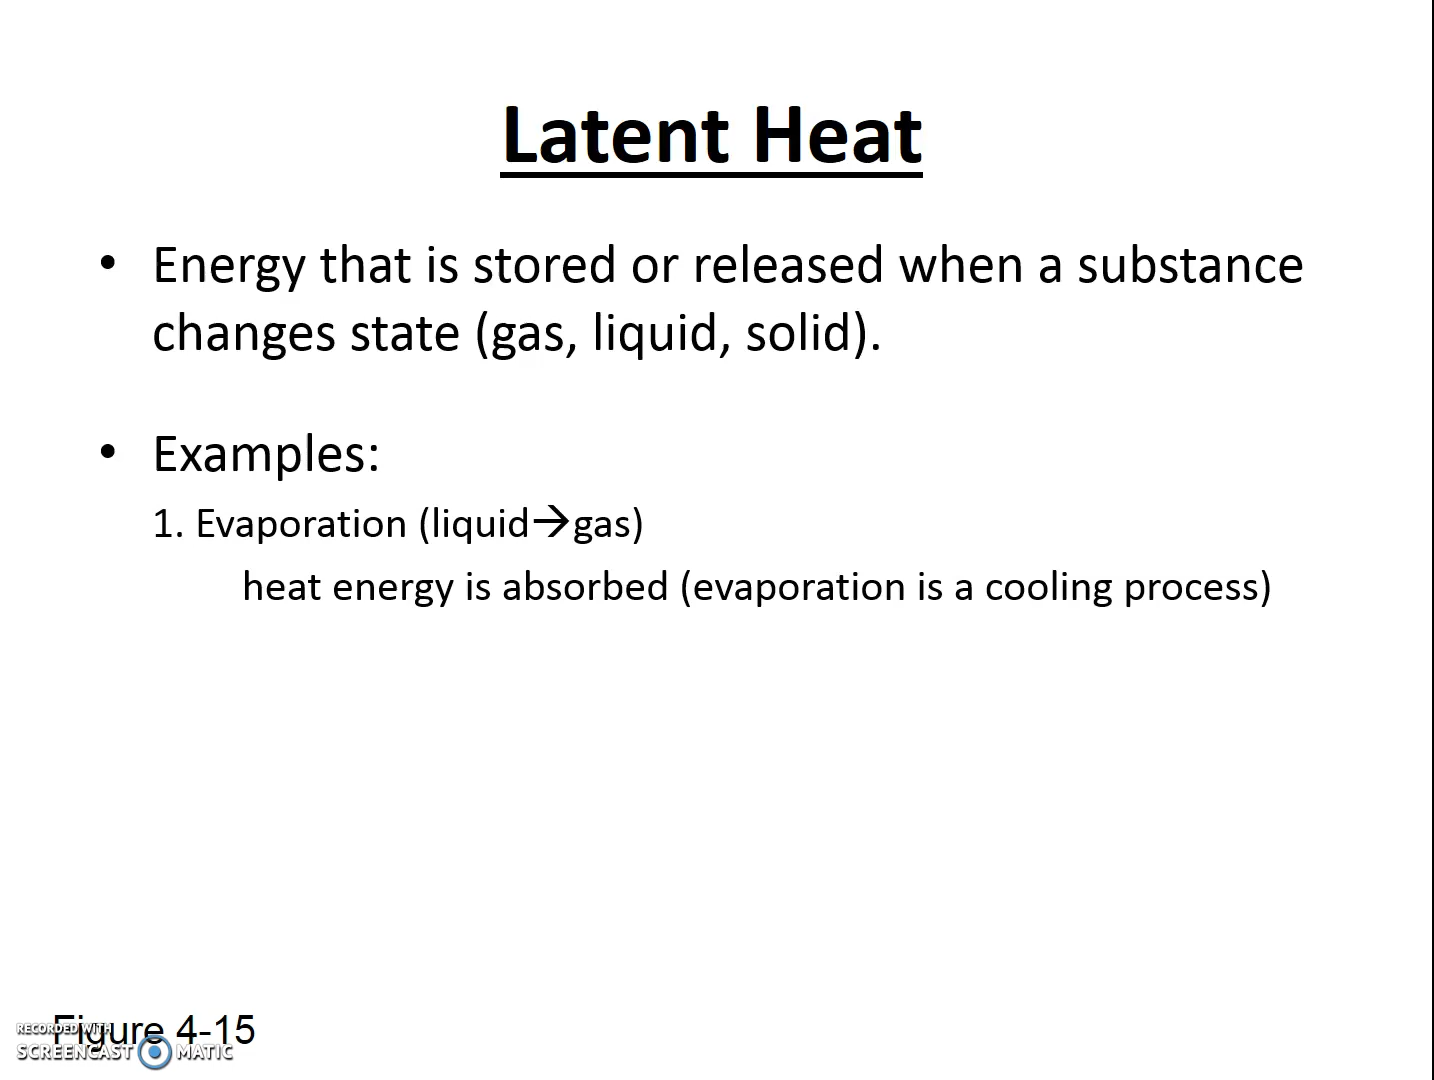 Latent Heat
• Energy that is stored or released when a substance
changes state (gas, liquid, solid).
• Examples:
1. Evaporation (liquid→gas)
heat energy is absorbed (evaporation is a cooling process)
Figure 4-15
RECORDED WITH
SCREENCAST MATIC